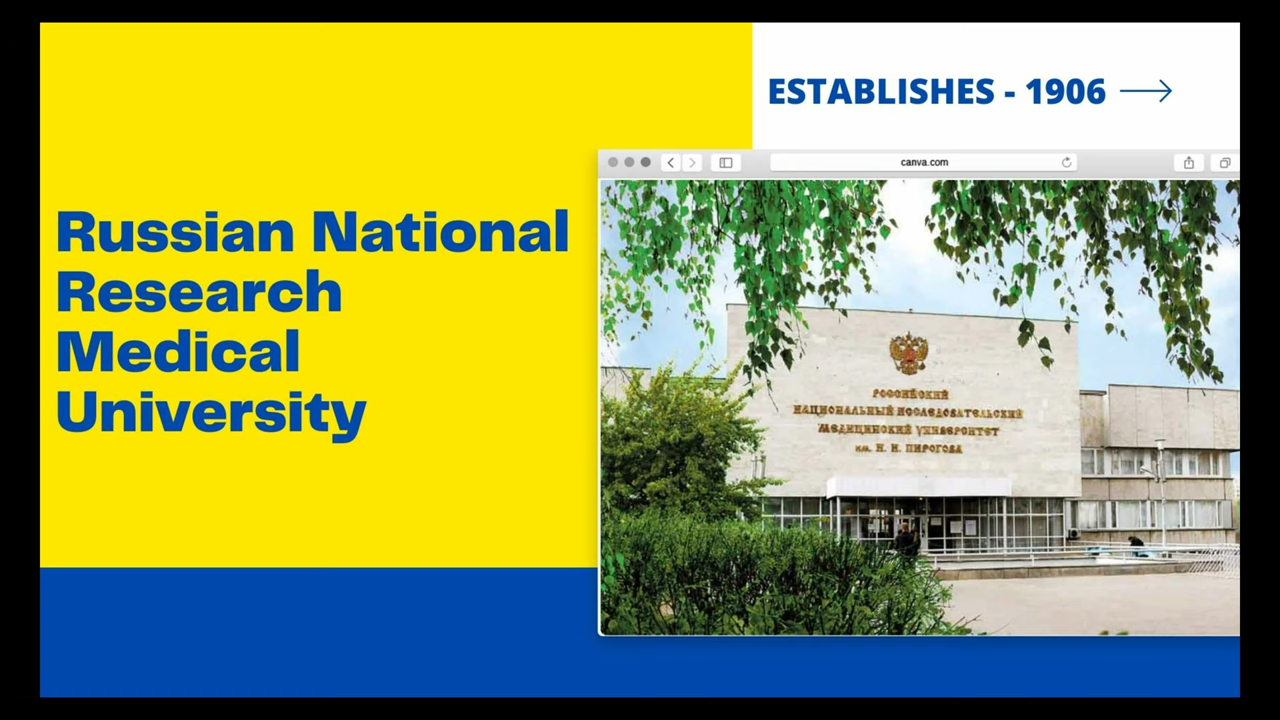 ESTABLISHES - 1906
canva.com
Russian National
Research
Medical
University
РОССИЙСКИЙ
НАЦИОНАЛЬНЫЙ ИССЛЕДОВАТЕЛЬСКИЙ
МЕДИЦИНСКИЙ УНИВЕРСИТЕТ
им. Н. И. ПИРОГОВА